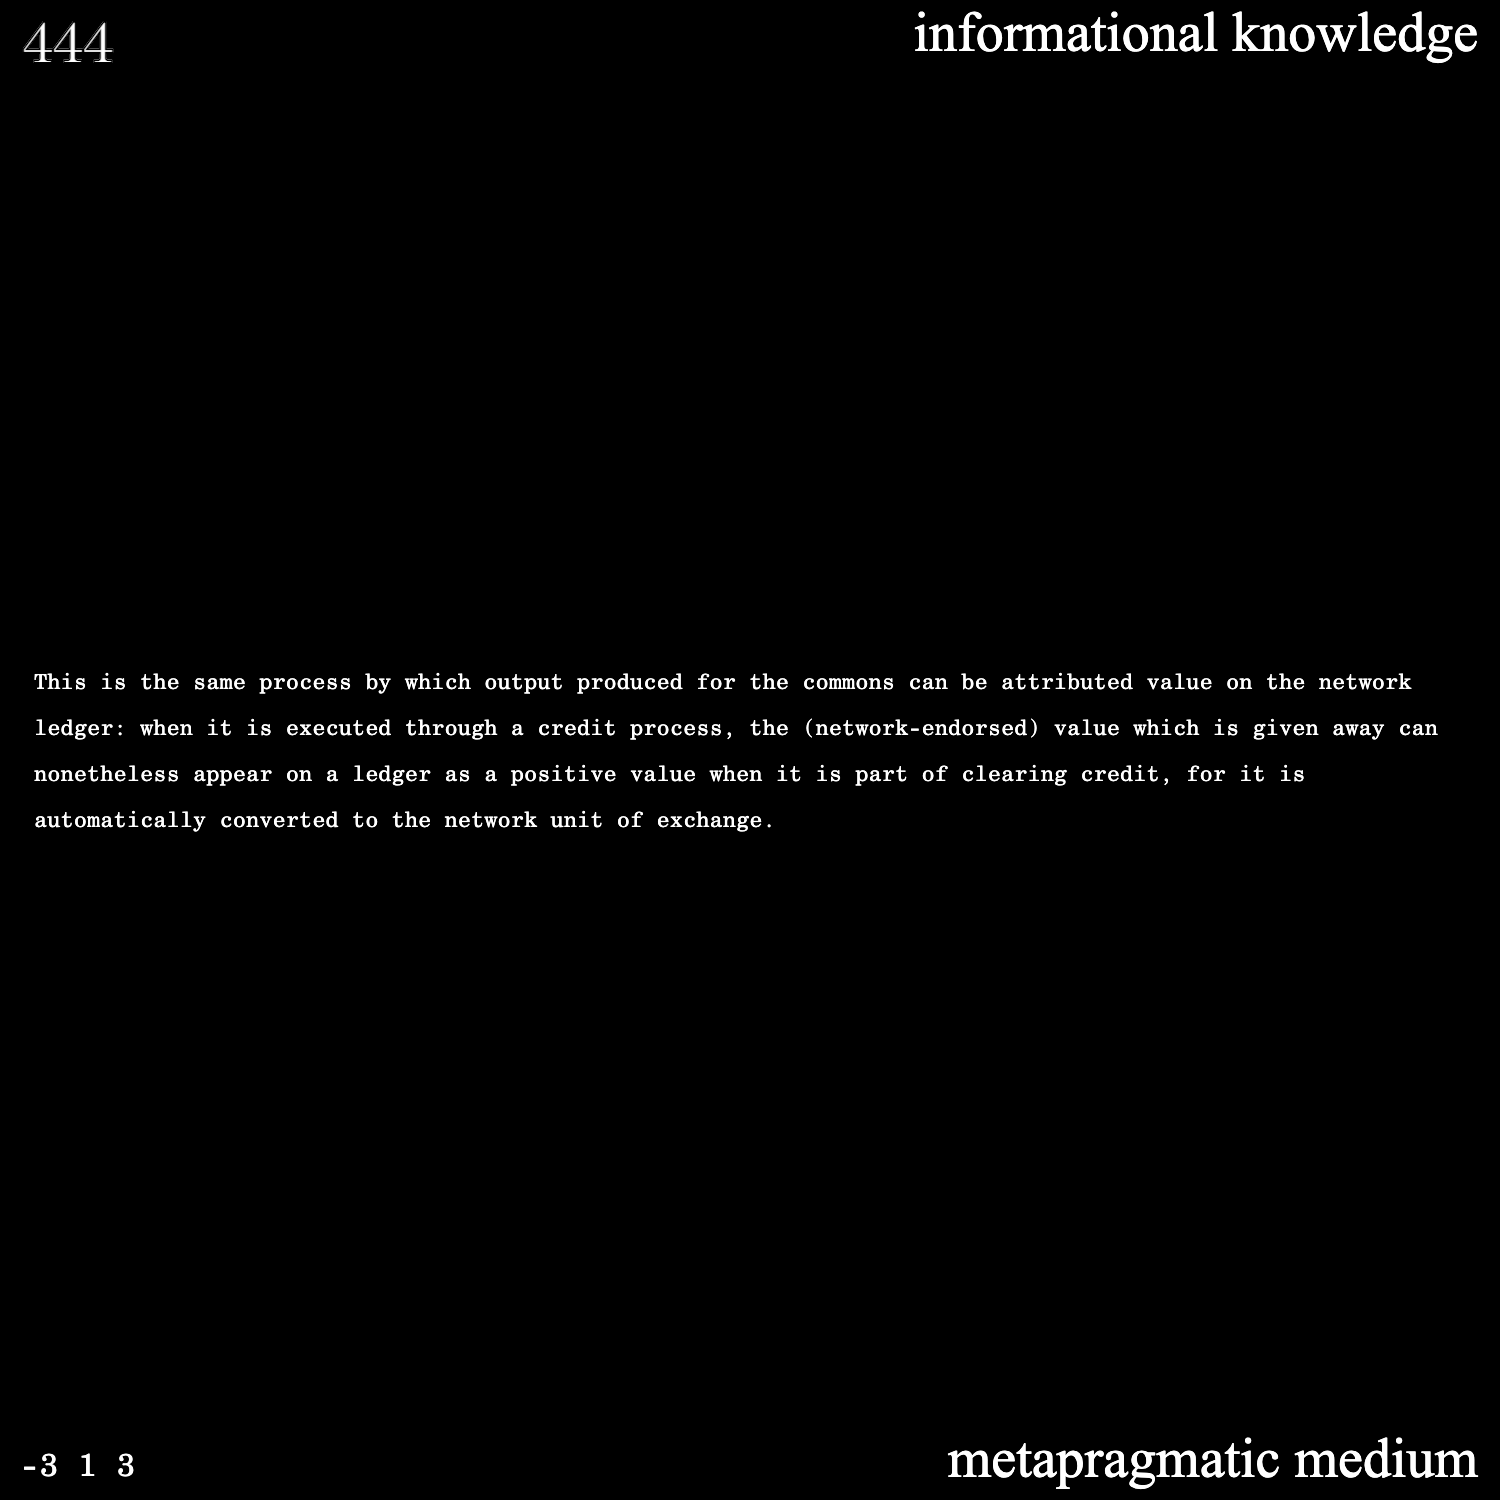 444
informational knowledge
This is the same process by which output produced for the commons can be attributed value on the network
ledger: when it is executed through a credit process, the (network-endorsed) value which is given away can
nonetheless appear on a ledger as a positive value when it is part of clearing credit, for it is
automatically converted to the network unit of exchange.
-3 1 3
metapragmatic medium